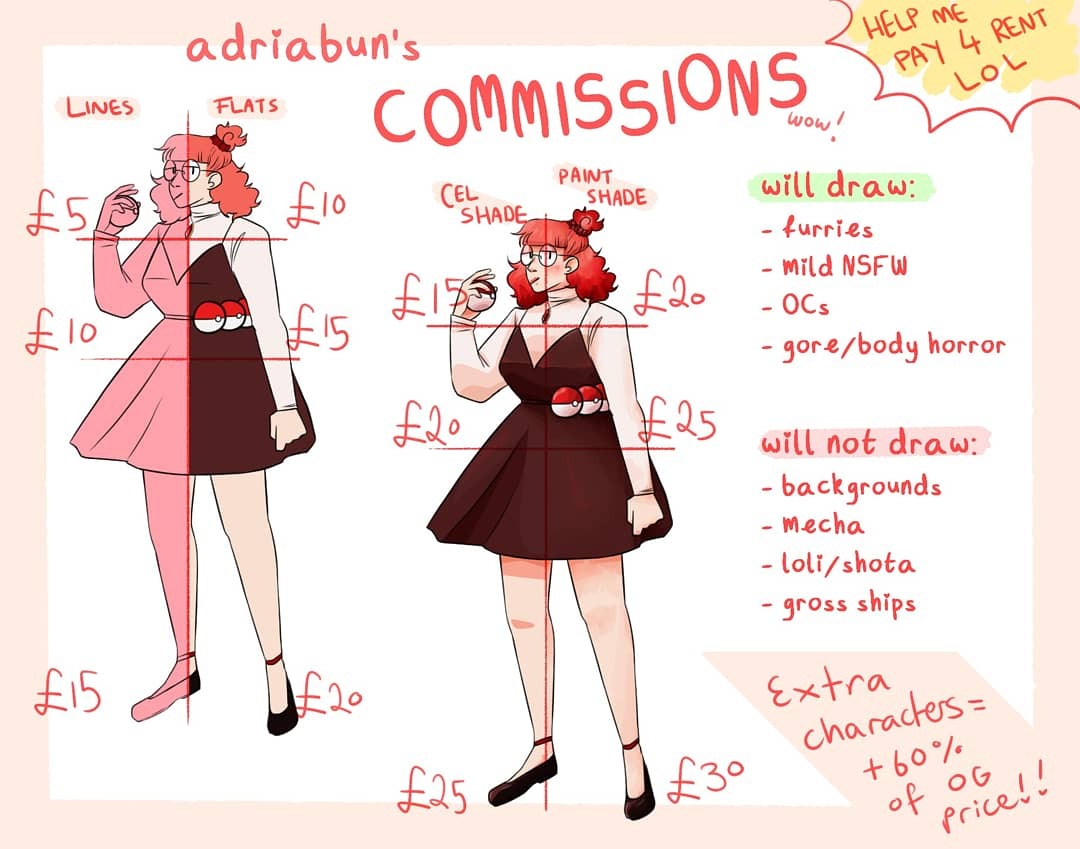 adriabun's
COMMISSIONS
wow!
HELP ME
PAY 4 RENT
LOL
LINES
FLATS
£5
£10
£10
£15
£15
£20
CEL
SHADE
PAINT
SHADE
£15
£20
£20
£25
£25
£30
will draw:
- furries
- mild NSFW
- OCs
- gore/body horror
will not draw:
- backgrounds
- mecha
- loli/shota
- gross ships
Extra
characters =
+ 60%
of OG
price!!